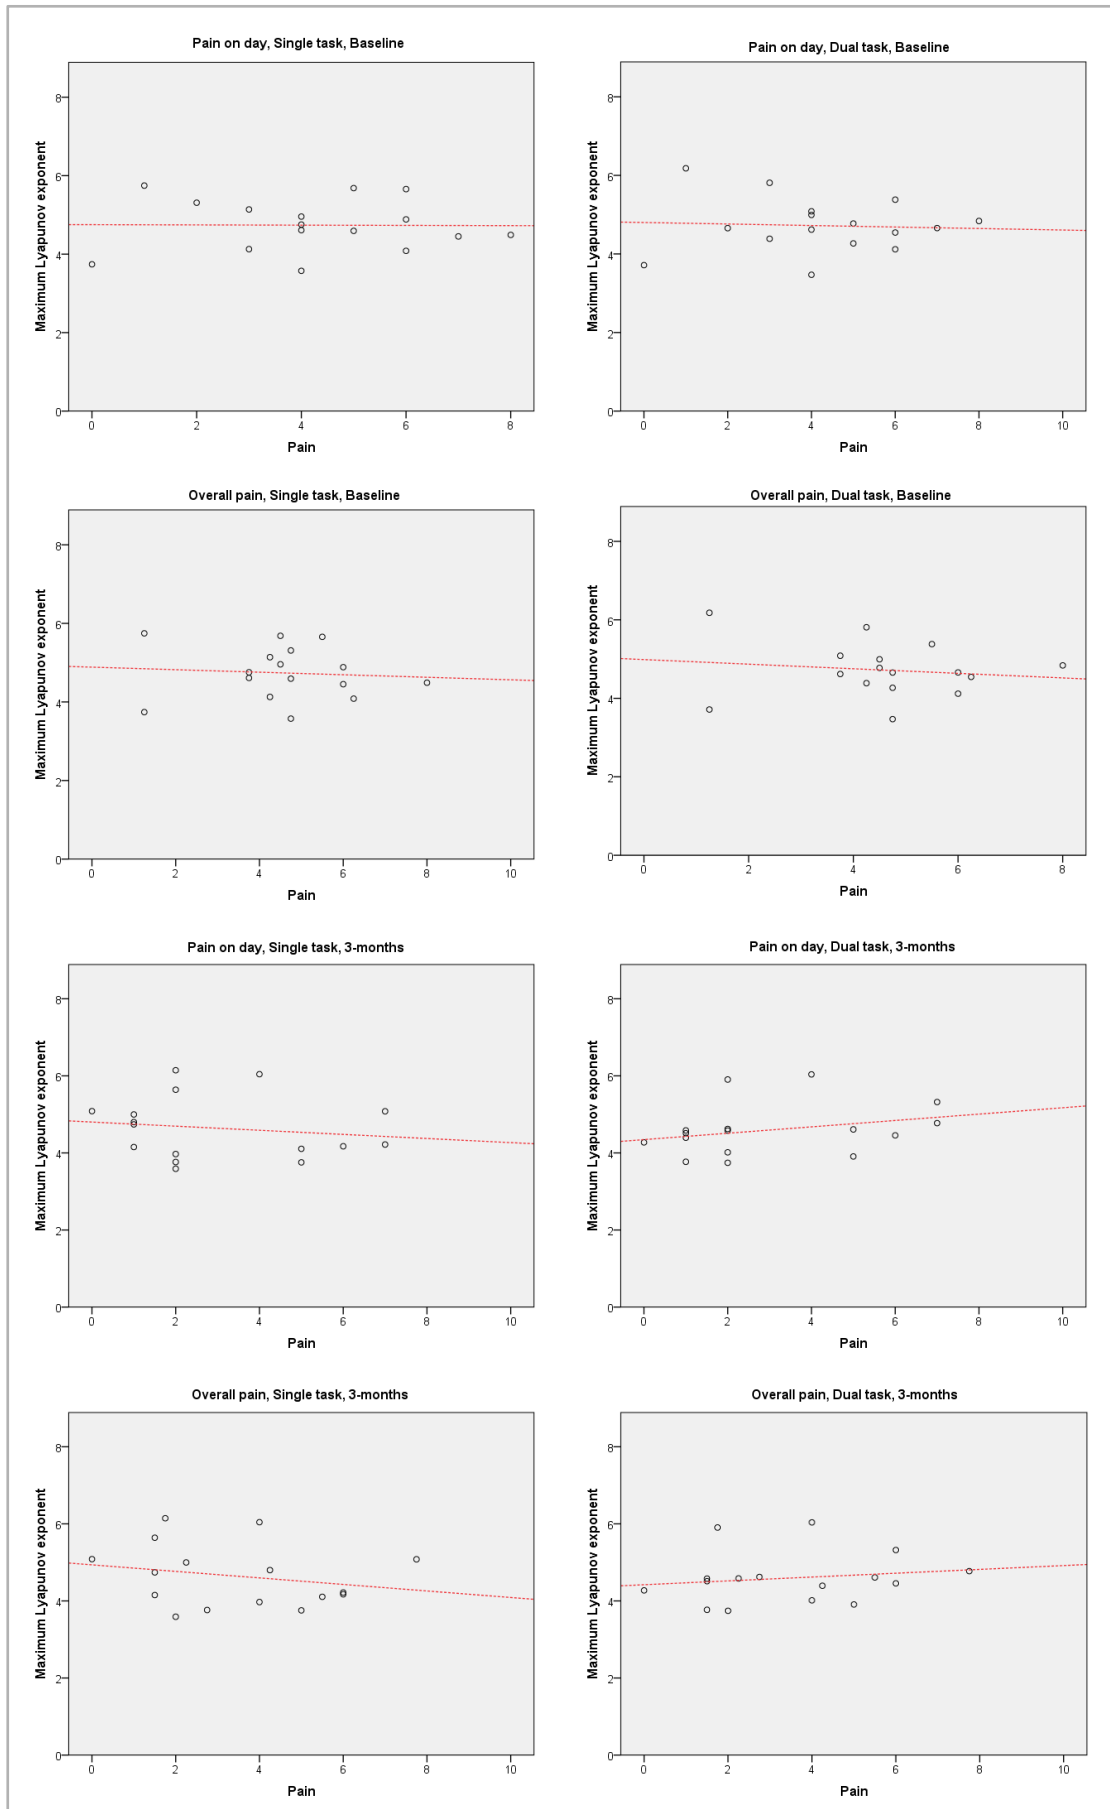 Pain on day, Single task, Baseline
Maximum Lyapunov exponent
8
6
4
2
0
0 2 4 6 8
Pain
Pain on day, Dual task, Baseline
Maximum Lyapunov exponent
8
6
4
2
0
0 2 4 6 8 10
Pain
Overall pain, Single task, Baseline
Maximum Lyapunov exponent
8
6
4
2
0
0 2 4 6 8 10
Pain
Overall pain, Dual task, Baseline
Maximum Lyapunov exponent
8
6
4
2
0
0 2 4 6 8
Pain
Pain on day, Single task, 3-months
Maximum Lyapunov exponent
8
6
4
2
0
0 2 4 6 8 10
Pain
Pain on day, Dual task, 3-months
Maximum Lyapunov exponent
8
6
4
2
0
0 2 4 6 8 10
Pain
Overall pain, Single task, 3-months
Maximum Lyapunov exponent
8
6
4
2
0
0 2 4 6 8 10
Pain
Overall pain, Dual task, 3-months
Maximum Lyapunov exponent
8
6
4
2
0
0 2 4 6 8 10
Pain